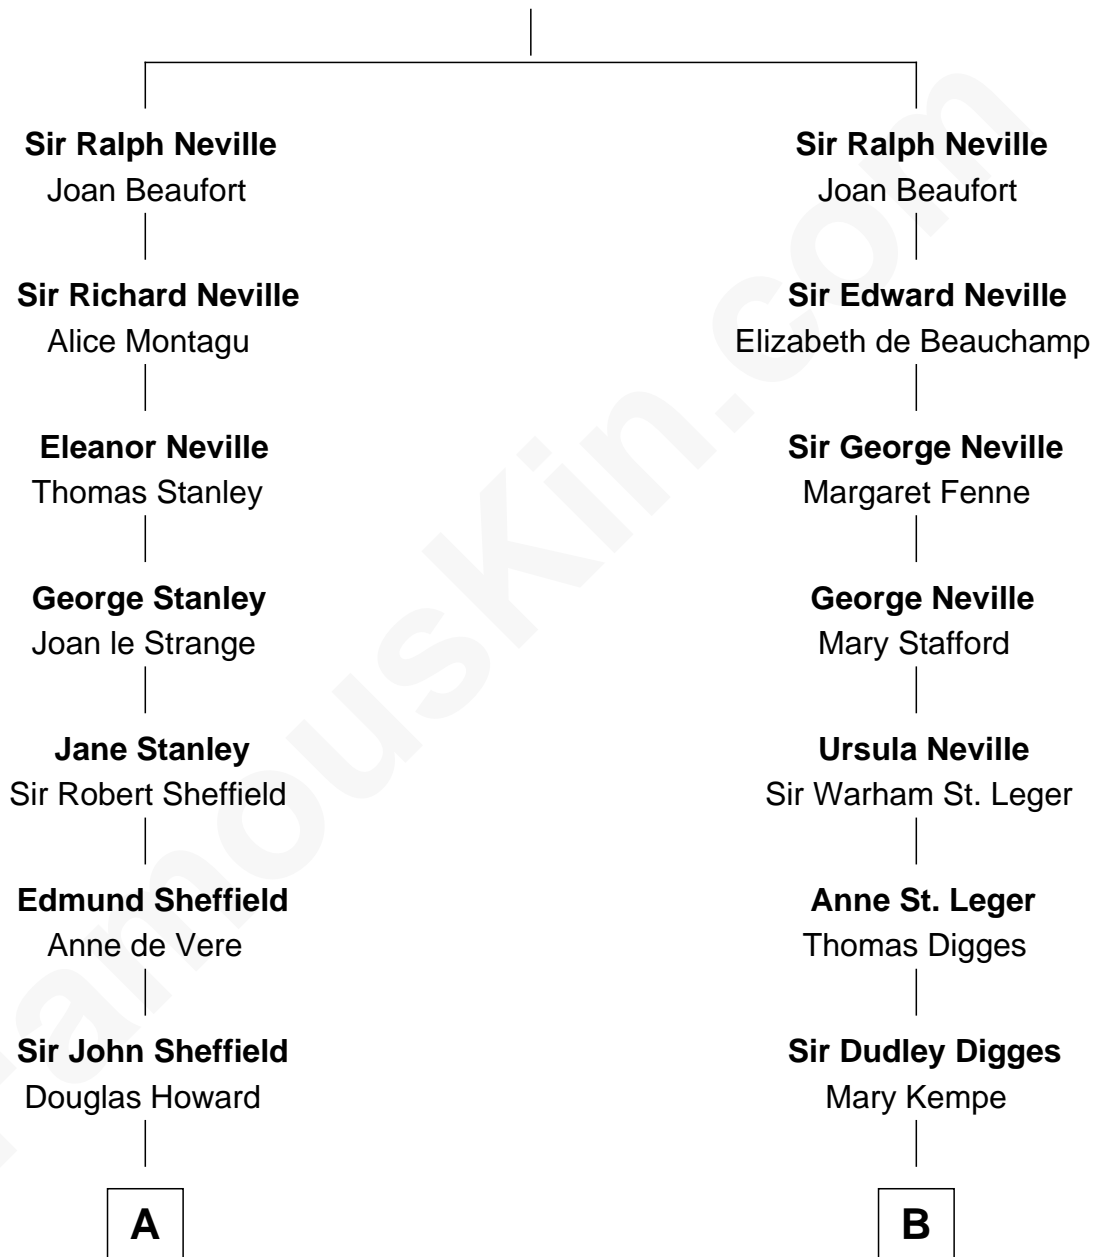 Sir Ralph Neville
Joan Beaufort
Sir Richard Neville
Alice Montagu
Eleanor Neville
Thomas Stanley
George Stanley
Joan le Strange
Jane Stanley
Sir Robert Sheffield
Edmund Sheffield
Anne de Vere
Sir John Sheffield
Douglas Howard
A
Sir Ralph Neville
Joan Beaufort
Sir Edward Neville
Elizabeth de Beauchamp
Sir George Neville
Margaret Fenne
George Neville
Mary Stafford
Ursula Neville
Sir Warham St. Leger
Anne St. Leger
Thomas Digges
Sir Dudley Digges
Mary Kempe
B
FamousKin.com